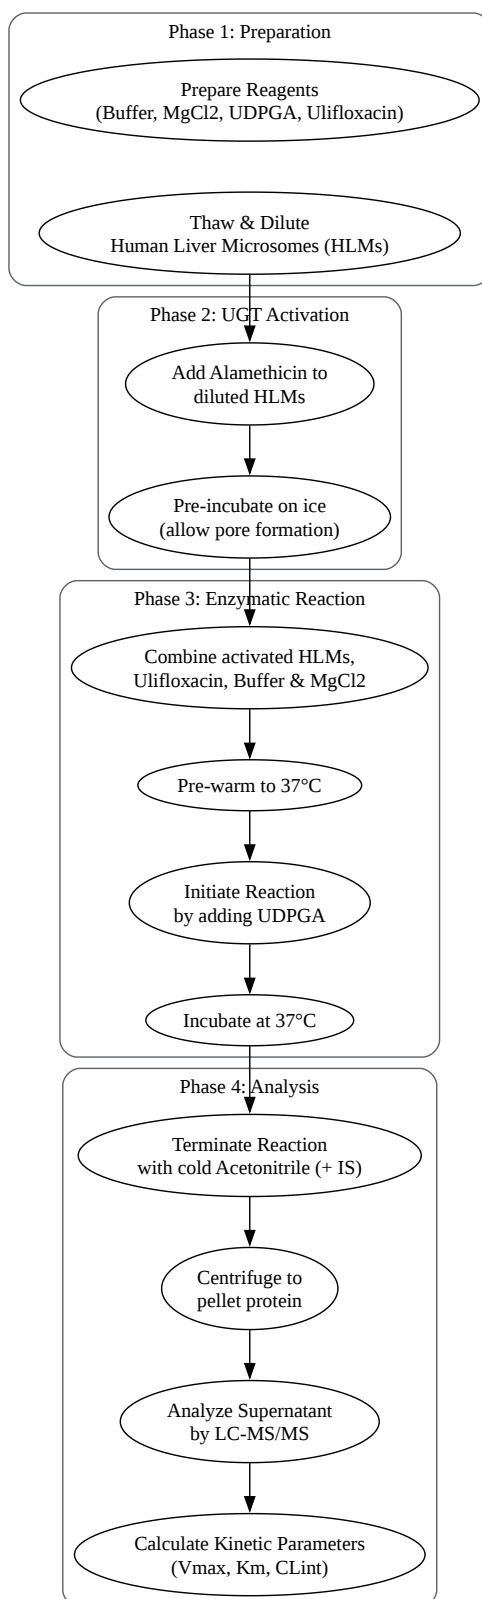 Phase 1: Preparation
Prepare Reagents
(Buffer, MgCl2, UDPGA, Ulifloxacin)
Thaw & Dilute
Human Liver Microsomes (HLMs)
Phase 2: UGT Activation
Add Alamethicin to
diluted HLMs
Pre-incubate on ice
(allow pore formation)
Phase 3: Enzymatic Reaction
Combine activated HLMs,
Ulifloxacin, Buffer & MgCl2
Pre-warm to 37°C
Initiate Reaction
by adding UDPGA
Incubate at 37°C
Phase 4: Analysis
Terminate Reaction
with cold Acetonitrile (+ IS)
Centrifuge to
pellet protein
Analyze Supernatant
by LC-MS/MS
Calculate Kinetic Parameters
(Vmax, Km, CLint)